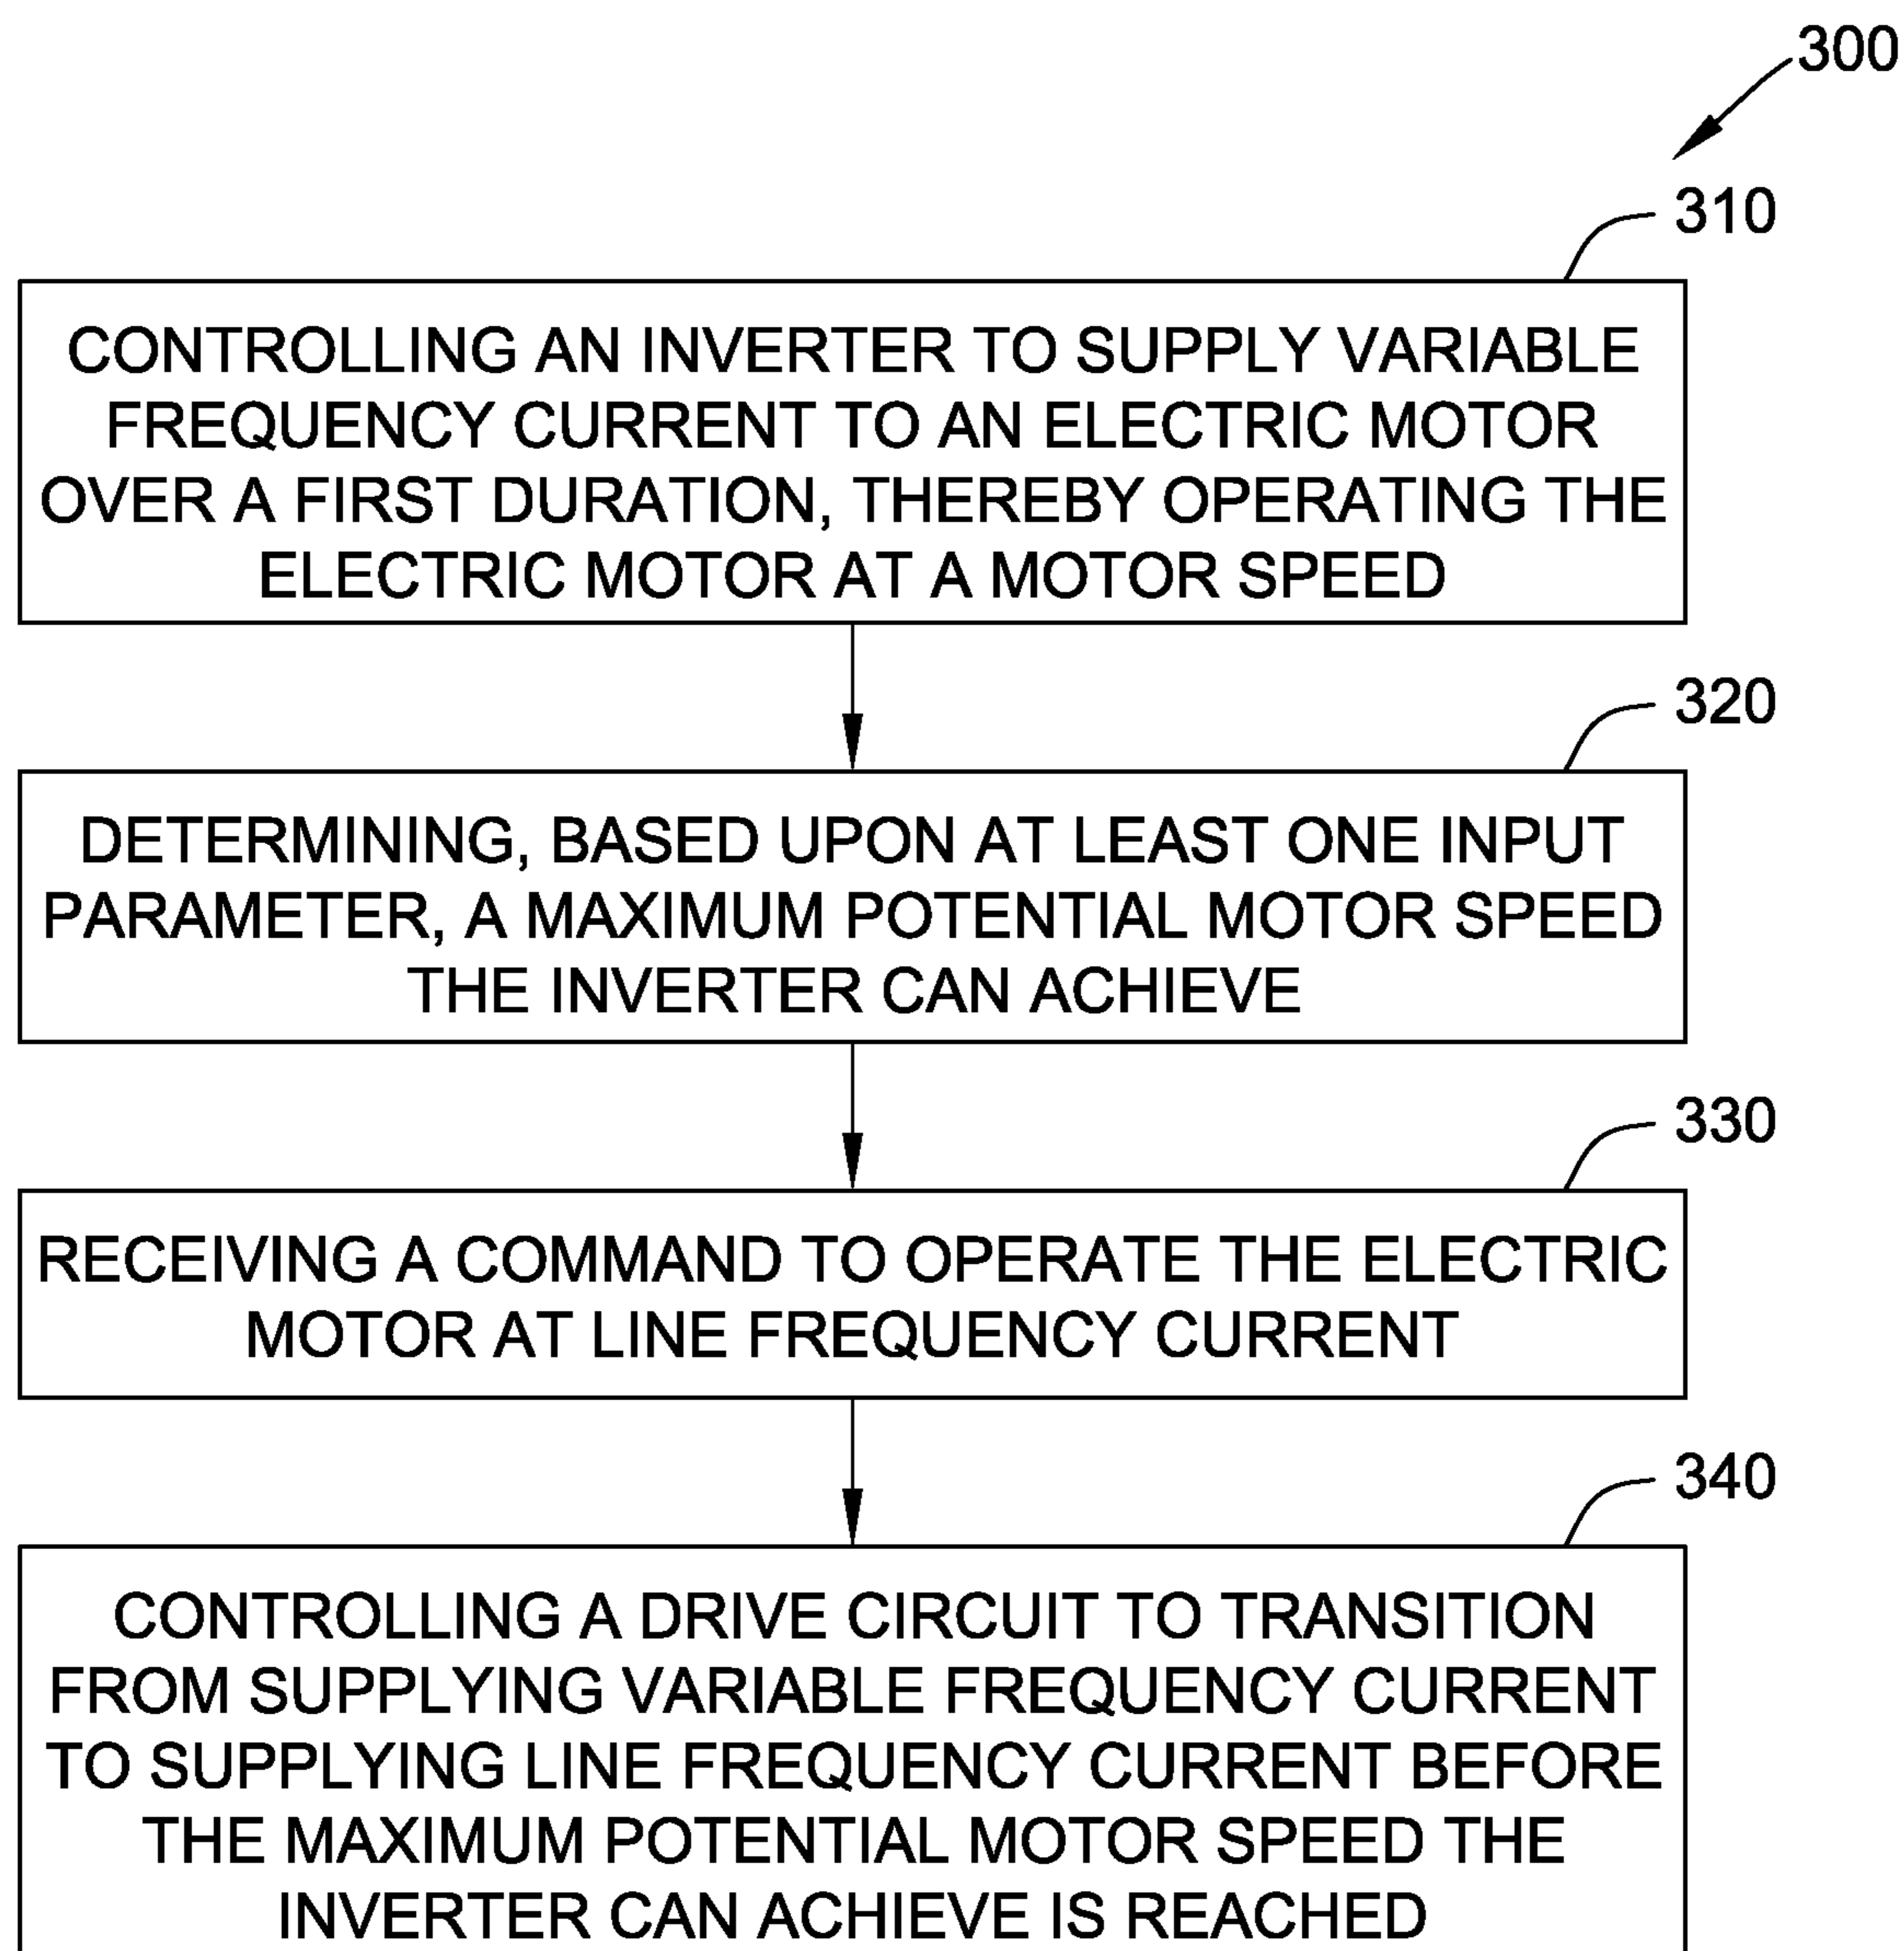 300
310
CONTROLLING AN INVERTER TO SUPPLY VARIABLE
FREQUENCY CURRENT TO AN ELECTRIC MOTOR
OVER A FIRST DURATION, THEREBY OPERATING THE
ELECTRIC MOTOR AT A MOTOR SPEED
320
DETERMINING, BASED UPON AT LEAST ONE INPUT
PARAMETER, A MAXIMUM POTENTIAL MOTOR SPEED
THE INVERTER CAN ACHIEVE
330
RECEIVING A COMMAND TO OPERATE THE ELECTRIC
MOTOR AT LINE FREQUENCY CURRENT
340
CONTROLLING A DRIVE CIRCUIT TO TRANSITION
FROM SUPPLYING VARIABLE FREQUENCY CURRENT
TO SUPPLYING LINE FREQUENCY CURRENT BEFORE
THE MAXIMUM POTENTIAL MOTOR SPEED THE
INVERTER CAN ACHIEVE IS REACHED